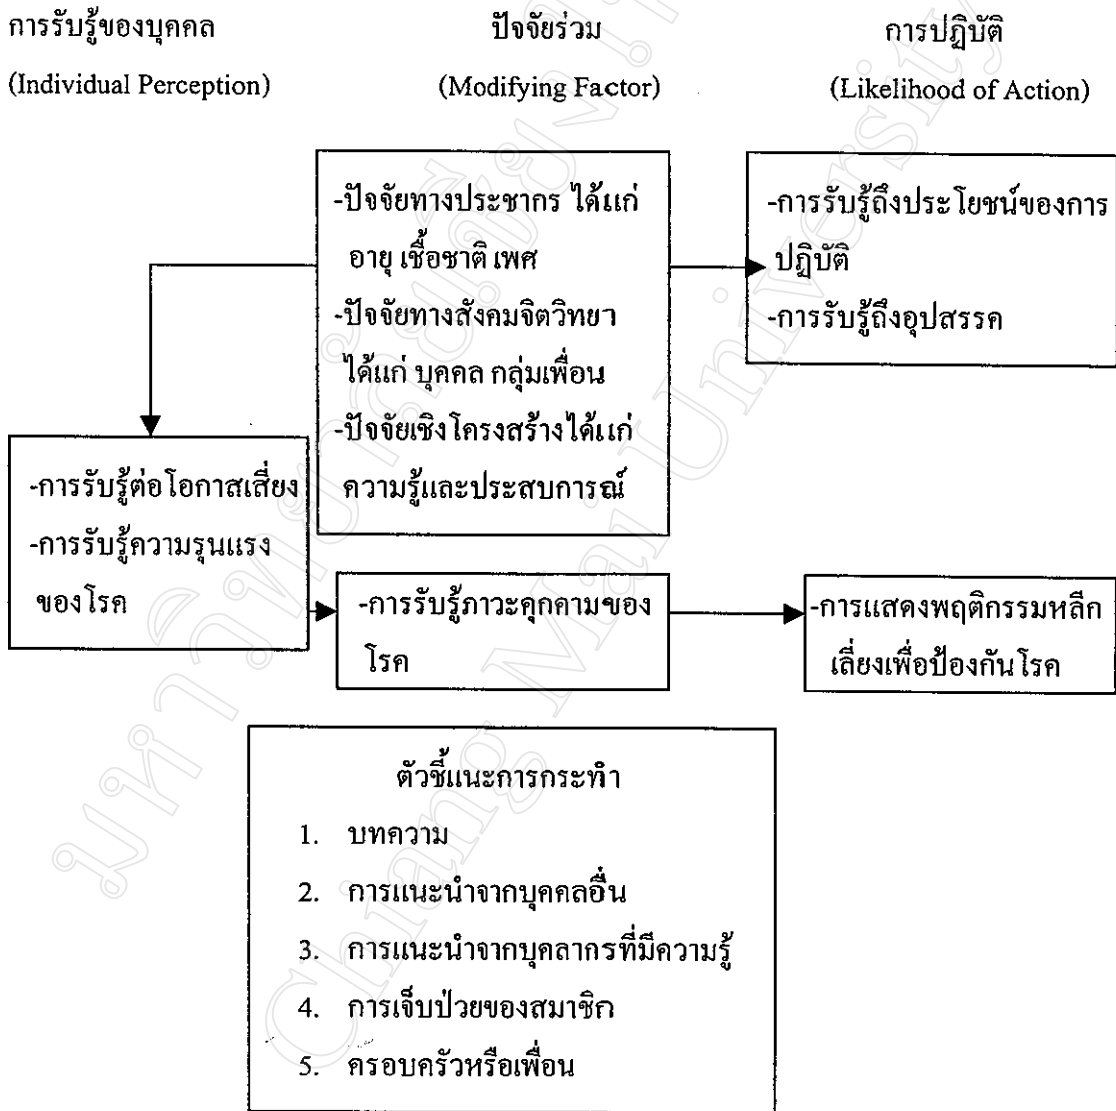 การรับรู้ของบุคคล
(Individual Perception)
ปัจจัยร่วม
(Modifying Factor)
การปฏิบัติ
(Likelihood of Action)
-ปัจจัยทางประชากร ได้แก่
อายุ เชื้อชาติ เพศ
-ปัจจัยทางสังคมจิตวิทยา
ได้แก่ บุคคล กลุ่มเพื่อน
-ปัจจัยเชิงโครงสร้างได้แก่
ความรู้และประสบการณ์
-การรับรู้ถึงประโยชน์ของการ
ปฏิบัติ
-การรับรู้ถึงอุปสรรค
-การรับรู้ต่อโอกาสเสี่ยง
-การรับรู้ความรุนแรง
ของโรค
-การรับรู้ภาวะคุกคามของ
โรค
-การแสดงพฤติกรรมหลีก
เลี่ยงเพื่อป้องกันโรค
ตัวชี้แนะการกระทำ
1. บทความ
2. การแนะนำจากบุคคลอื่น
3. การแนะนำจากบุคลากรที่มีความรู้
4. การเจ็บป่วยของสมาชิก
5. ครอบครัวหรือเพื่อน
Chiang Mai University